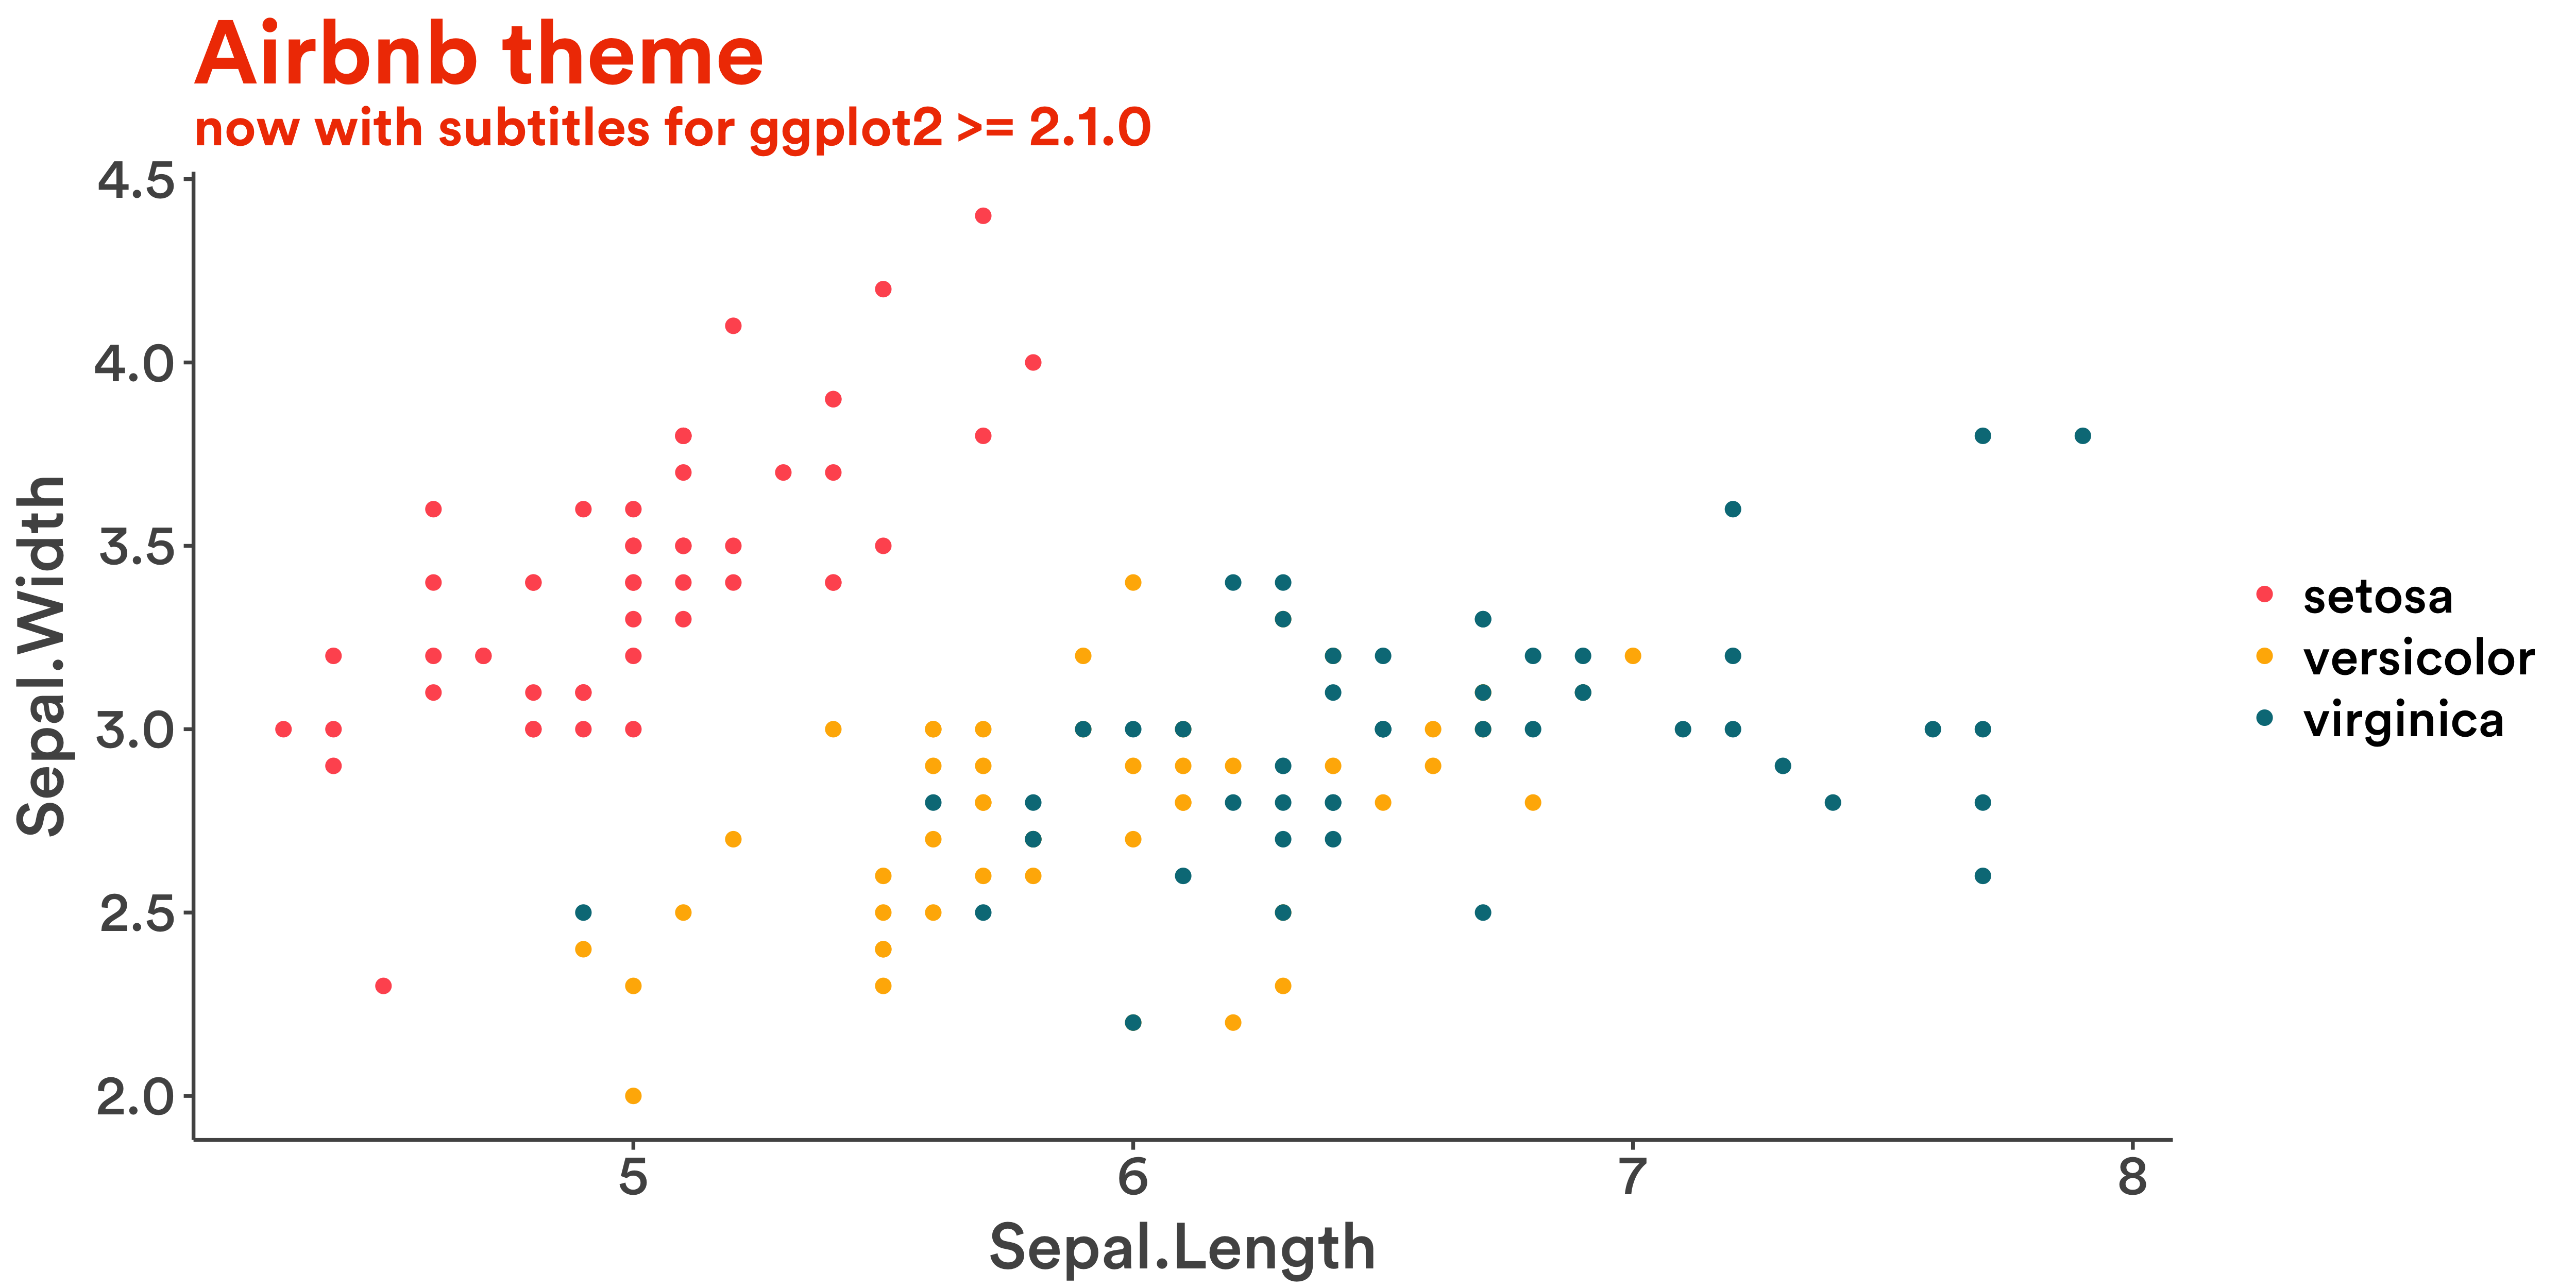 Airbnb theme
now with subtitles for ggplot2 >= 2.1.0
4.5
4.0
3.5
3.0
2.5
2.0
Sepal.Width
5
6
7
8
Sepal.Length
setosa
versicolor
virginica